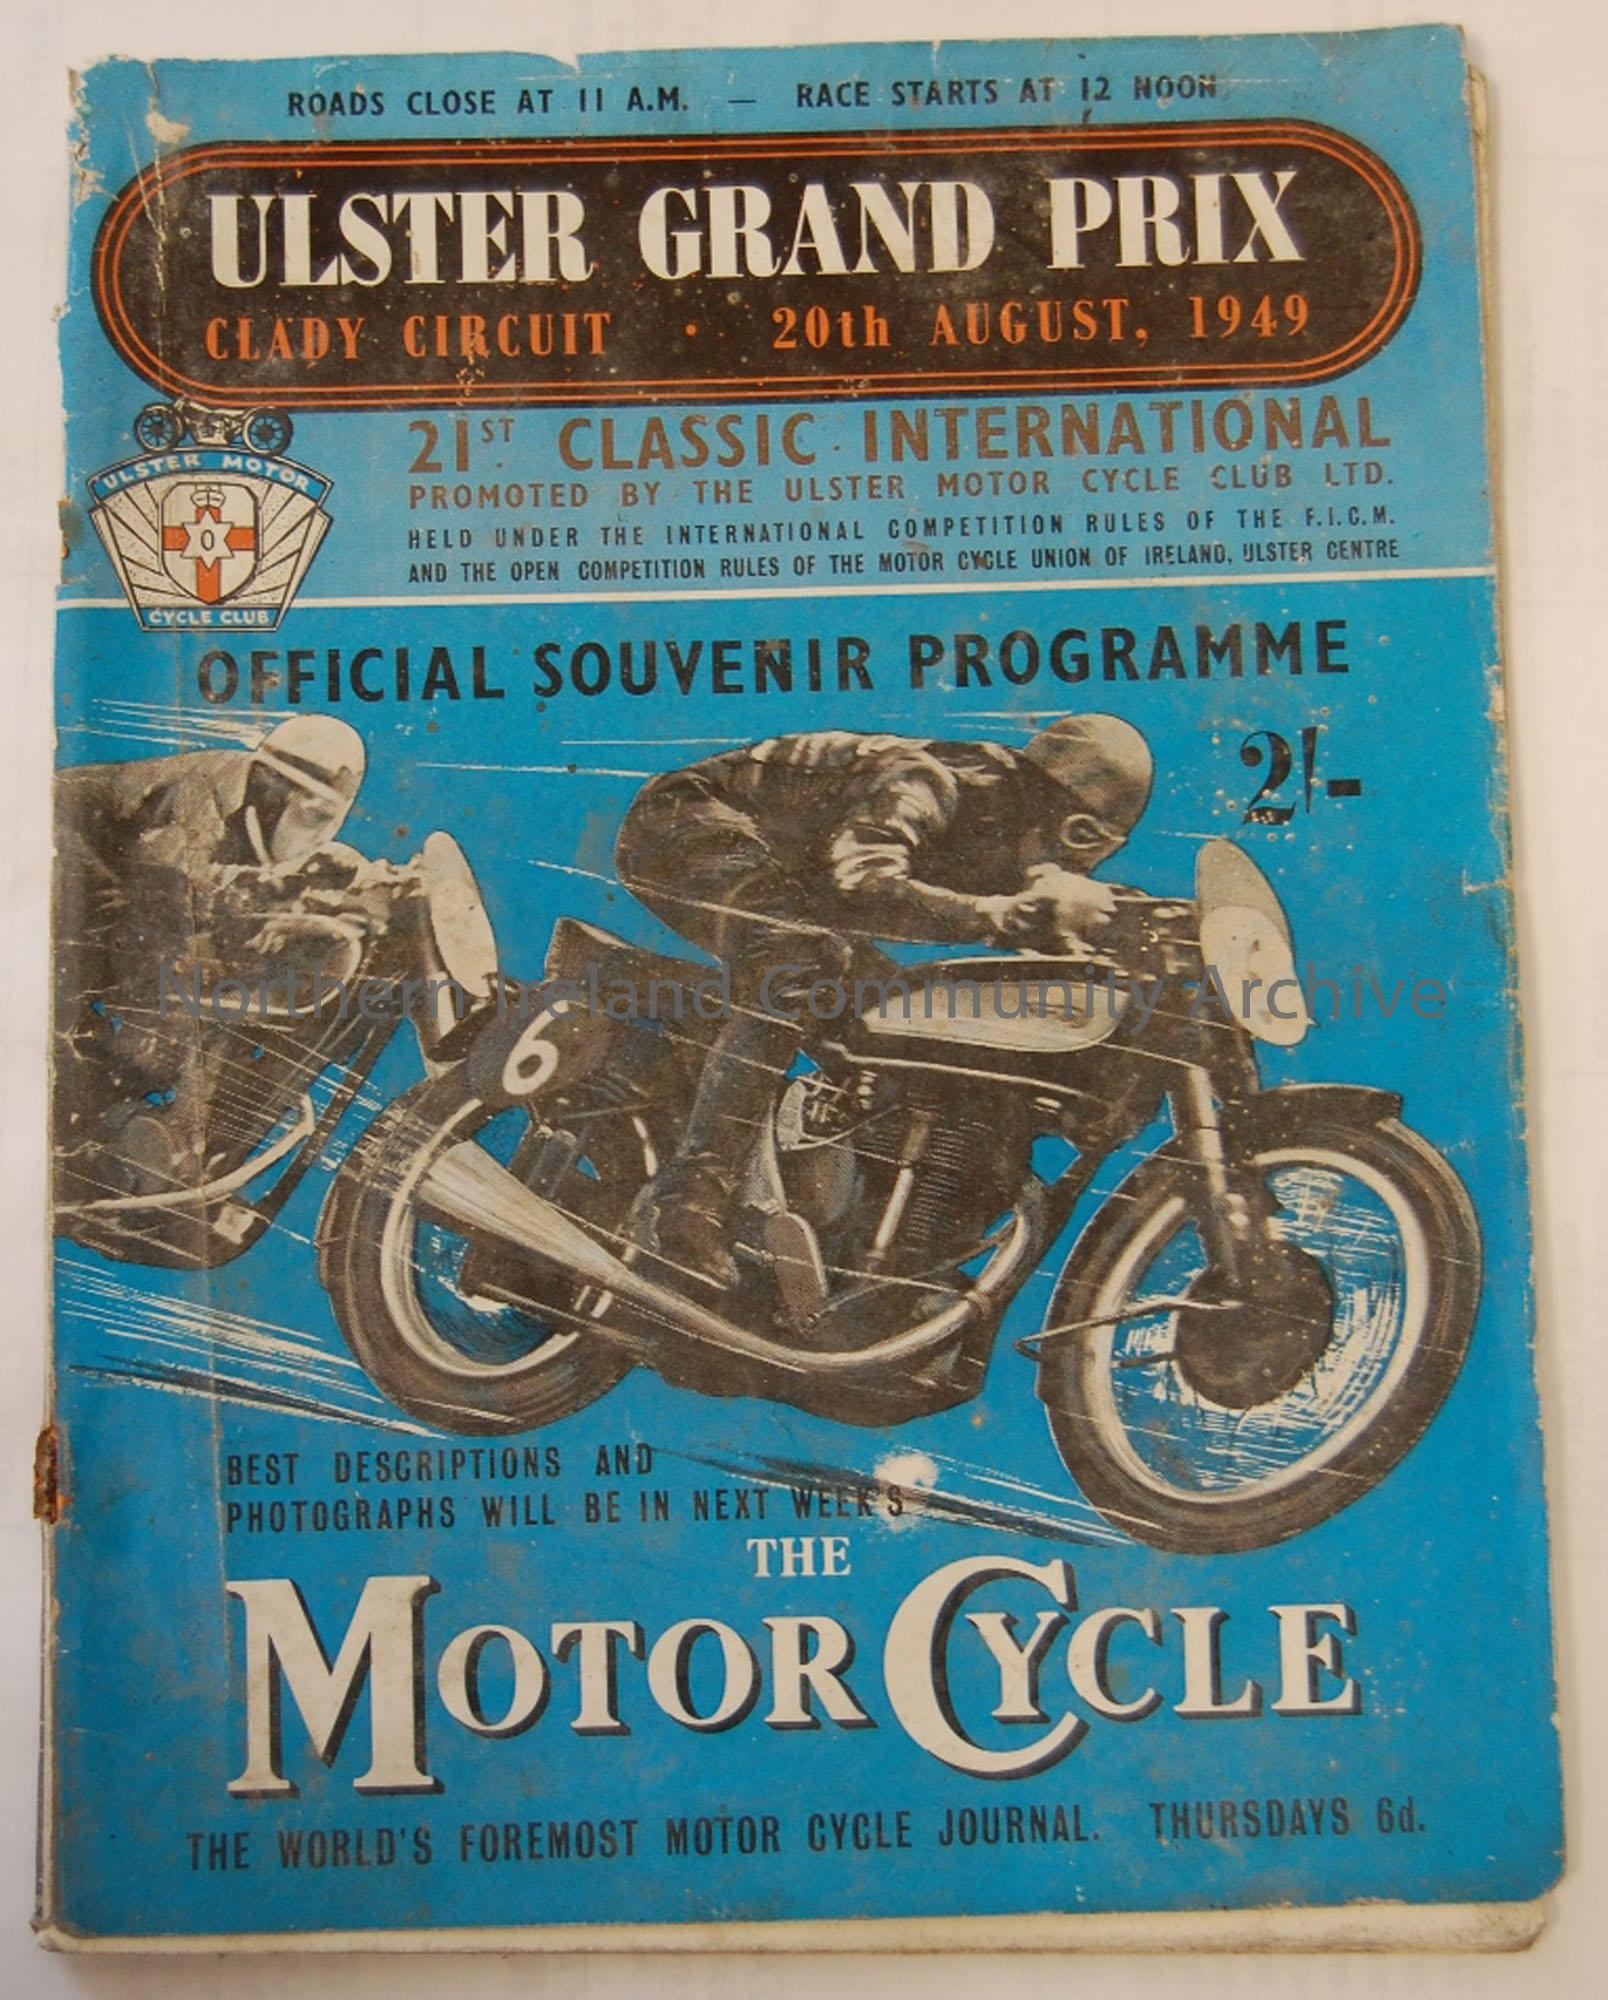 ROADS CLOSE AT 11 A.M. — RACE STARTS AT 12 NOON
ULSTER GRAND PRIX
CLADY CIRCUIT · 20th AUGUST, 1949
21ST CLASSIC INTERNATIONAL
PROMOTED BY THE ULSTER MOTOR CYCLE CLUB LTD.
HELD UNDER THE INTERNATIONAL COMPETITION RULES OF THE F.I.C.M.
AND THE OPEN COMPETITION RULES OF THE MOTOR CYCLE UNION OF IRELAND, ULSTER CENTRE
ULSTER MOTOR
0
CYCLE CLUB
OFFICIAL SOUVENIR PROGRAMME
2/-
6
Northern Ireland Community Archive
BEST DESCRIPTIONS AND
PHOTOGRAPHS WILL BE IN NEXT WEEK'S
THE
MOTOR CYCLE
THE WORLD'S FOREMOST MOTOR CYCLE JOURNAL. THURSDAYS 6d.